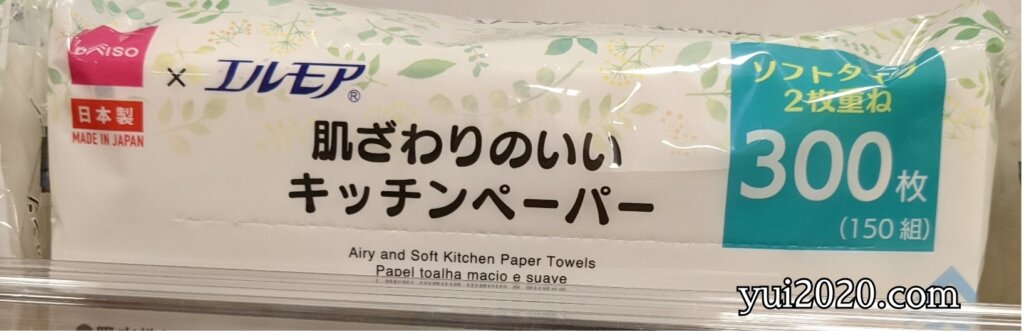 DAISO
× エルモア®
日本製
MADE IN JAPAN
肌ざわりのいい
キッチンペーパー
Airy and Soft Kitchen Paper Towels
Papel toalha macio e suave
ソフトタイプ
2枚重ね
300枚
(150組)
yui2020.com